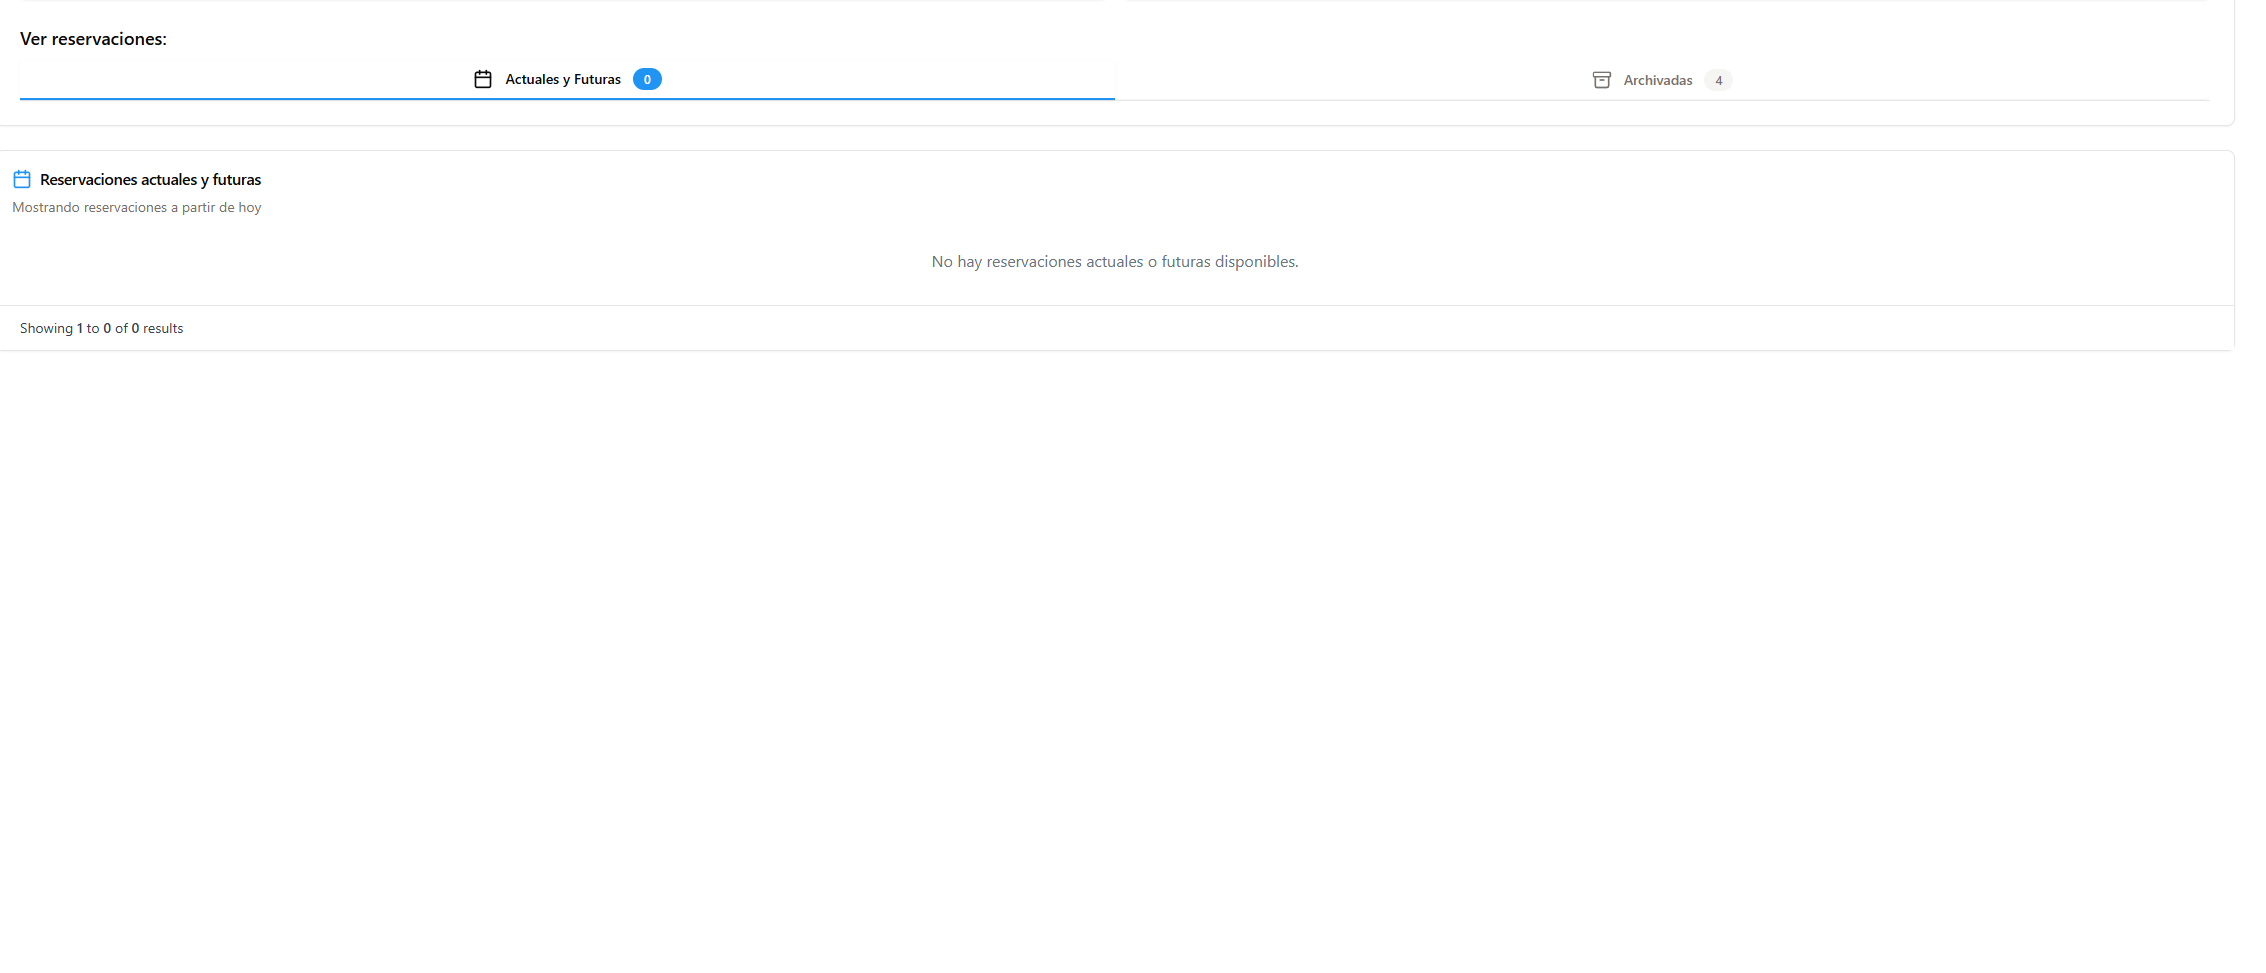 Ver reservaciones:
Actuales y Futuras 0
Archivadas 4
Reservaciones actuales y futuras
Mostrando reservaciones a partir de hoy
No hay reservaciones actuales o futuras disponibles.
Showing 1 to 0 of 0 results